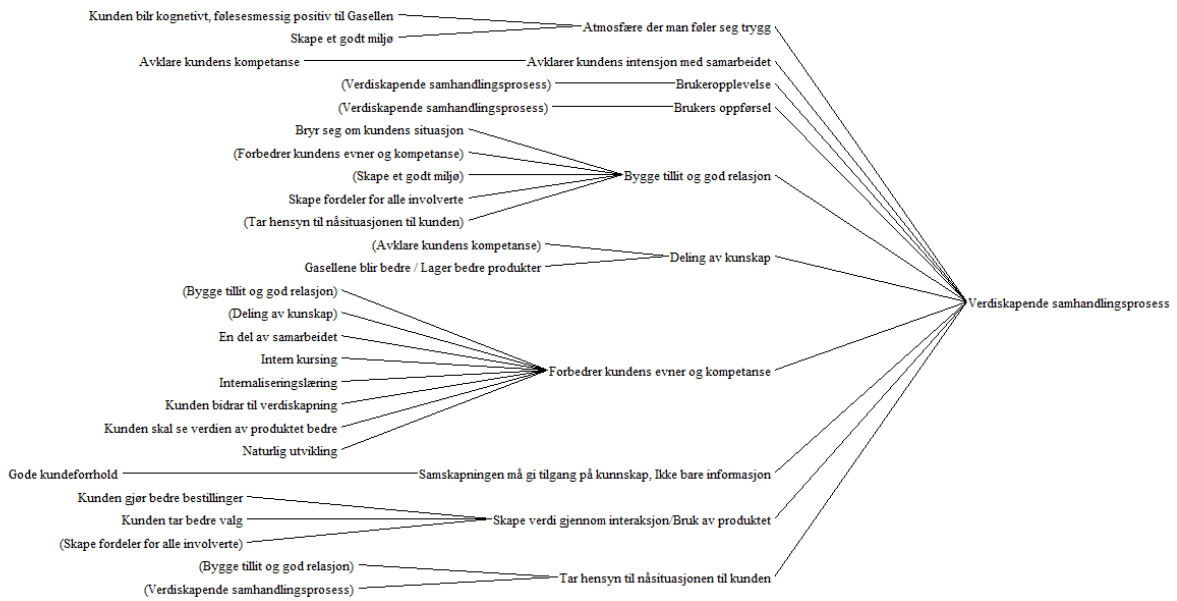 Kunden bilr kognetivt, følesesmessig positiv til Gasellen
Skape et godt miljø
Atmosfære der man føler seg trygg
Avklare kundens kompetanse
Avklarer kundens intensjon med samarbeidet
(Verdiskapende samhandlingsprosess)
Brukeropplevelse
(Verdiskapende samhandlingsprosess)
Brukers oppførsel
Bryr seg om kundens situasjon
(Forbedrer kundens evner og kompetanse)
(Skape et godt miljø)
Skape fordeler for alle involverte
(Tar hensyn til nåsituasjonen til kunden)
Bygge tillit og god relasjon
(Avklare kundens kompetanse)
Gasellene blir bedre / Lager bedre produkter
Deling av kunskap
(Bygge tillit og god relasjon)
(Deling av kunskap)
En del av samarbeidet
Intern kursing
Internaliseringslæring
Kunden bidrar til verdiskapning
Kunden skal se verdien av produktet bedre
Naturlig utvikling
Forbedrer kundens evner og kompetanse
Gode kundeforrhold
Samskapningen må gi tilgang på kunnskap, Ikke bare informasjon
Kunden gjør bedre bestillinger
Kunden tar bedre valg
(Skape fordeler for alle involverte)
Skape verdi gjennom interaksjon/Bruk av produktet
(Bygge tillit og god relasjon)
(Verdiskapende samhandlingsprosess)
Tar hensyn til nåsituasjonen til kunden
Verdiskapende samhandlingsprosess